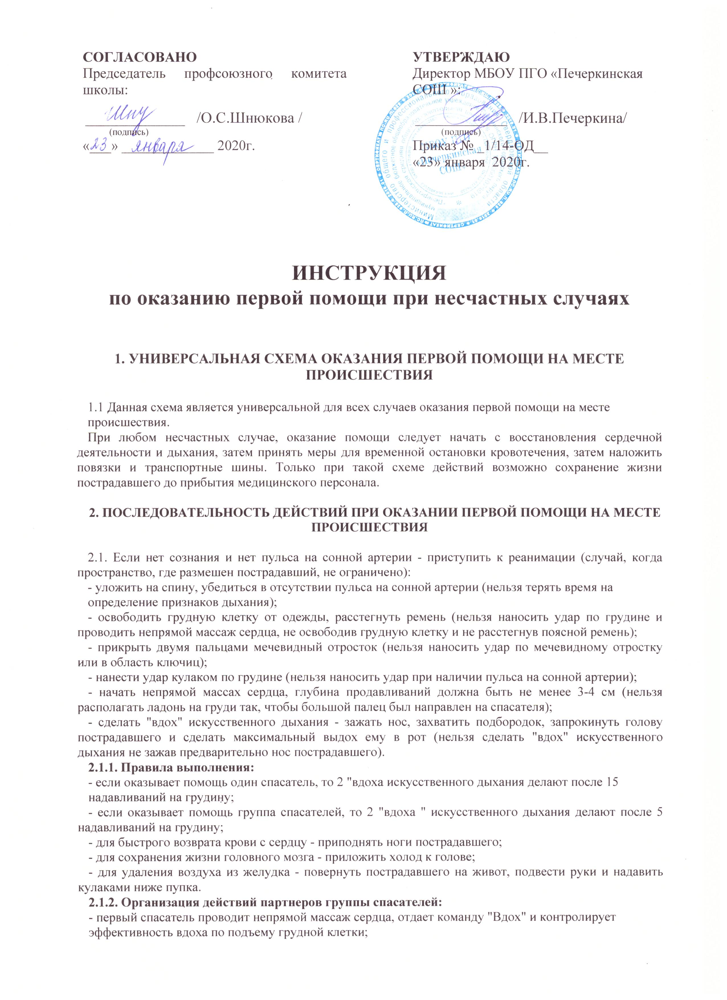 СОГЛАСОВАНО
Председатель профсоюзного комитета
школы:
Шну /О.С.Шнюкова /
(подпись)
«23» января 2020г.
УТВЕРЖДАЮ
Директор МБОУ ПГО «Печеркинская
СОШ »:
/И.В.Печеркина/
(подпись)
Приказ № _1/14-ОД__
«23» января 2020г.
Министерство общего и профессионального образования Свердловской области
МБОУ ПГО
«Печеркинская
СОШ»
ИНСТРУКЦИЯ
по оказанию первой помощи при несчастных случаях
1. УНИВЕРСАЛЬНАЯ СХЕМА ОКАЗАНИЯ ПЕРВОЙ ПОМОЩИ НА МЕСТЕ
ПРОИСШЕСТВИЯ
1.1 Данная схема является универсальной для всех случаев оказания первой помощи на месте
происшествия.
При любом несчастных случае, оказание помощи следует начать с восстановления сердечной
деятельности и дыхания, затем принять меры для временной остановки кровотечения, затем наложить
повязки и транспортные шины. Только при такой схеме действий возможно сохранение жизни
пострадавшего до прибытия медицинского персонала.
2. ПОСЛЕДОВАТЕЛЬНОСТЬ ДЕЙСТВИЙ ПРИ ОКАЗАНИИ ПЕРВОЙ ПОМОЩИ НА МЕСТЕ
ПРОИСШЕСТВИЯ
2.1. Если нет сознания и нет пульса на сонной артерии - приступить к реанимации (случай, когда
пространство, где размешен пострадавший, не ограничено):
- уложить на спину, убедиться в отсутствии пульса на сонной артерии (нельзя терять время на
определение признаков дыхания);
- освободить грудную клетку от одежды, расстегнуть ремень (нельзя наносить удар по грудине и
проводить непрямой массаж сердца, не освободив грудную клетку и не расстегнув поясной ремень);
- прикрыть двумя пальцами мечевидный отросток (нельзя наносить удар по мечевидному отростку
или в область ключиц);
- нанести удар кулаком по грудине (нельзя наносить удар при наличии пульса на сонной артерии);
- начать непрямой массах сердца, глубина продавливаний должна быть не менее 3-4 см (нельзя
располагать ладонь на груди так, чтобы большой палец был направлен на спасателя);
- сделать "вдох" искусственного дыхания - зажать нос, захватить подбородок, запрокинуть голову
пострадавшего и сделать максимальный выдох ему в рот (нельзя сделать "вдох" искусственного
дыхания не зажав предварительно нос пострадавшего).
2.1.1. Правила выполнения:
- если оказывает помощь один спасатель, то 2 "вдоха искусственного дыхания делают после 15
надавливаний на грудину;
- если оказывает помощь группа спасателей, то 2 "вдоха " искусственного дыхания делают после 5
надавливаний на грудину;
- для быстрого возврата крови с сердцу - приподнять ноги пострадавшего;
- для сохранения жизни головного мозга - приложить холод к голове;
- для удаления воздуха из желудка - повернуть пострадавшего на живот, подвести руки и надавить
кулаками ниже пупка.
2.1.2. Организация действий партнеров группы спасателей:
- первый спасатель проводит непрямой массаж сердца, отдает команду "Вдох" и контролирует
эффективность вдоха по подъему грудной клетки;